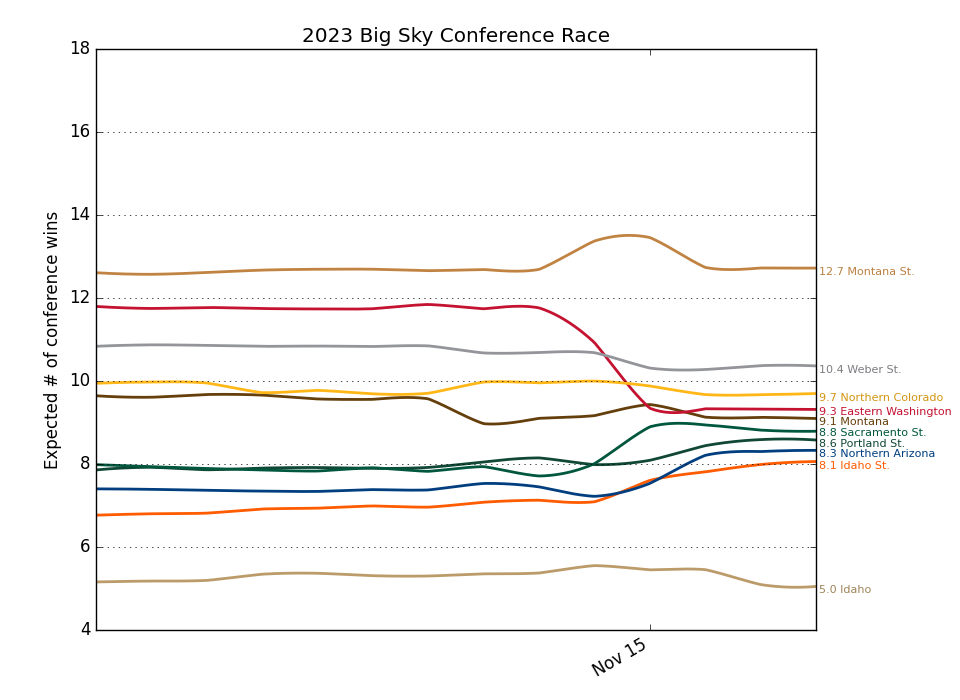 2023 Big Sky Conference Race
Expected # of conference wins
18
16
14
12
10
8
6
4
12.7 Montana St.
10.4 Weber St.
9.7 Northern Colorado
9.3 Eastern Washington
9.1 Montana
8.8 Sacramento St.
8.6 Portland St.
8.3 Northern Arizona
8.1 Idaho St.
5.0 Idaho
Nov 15